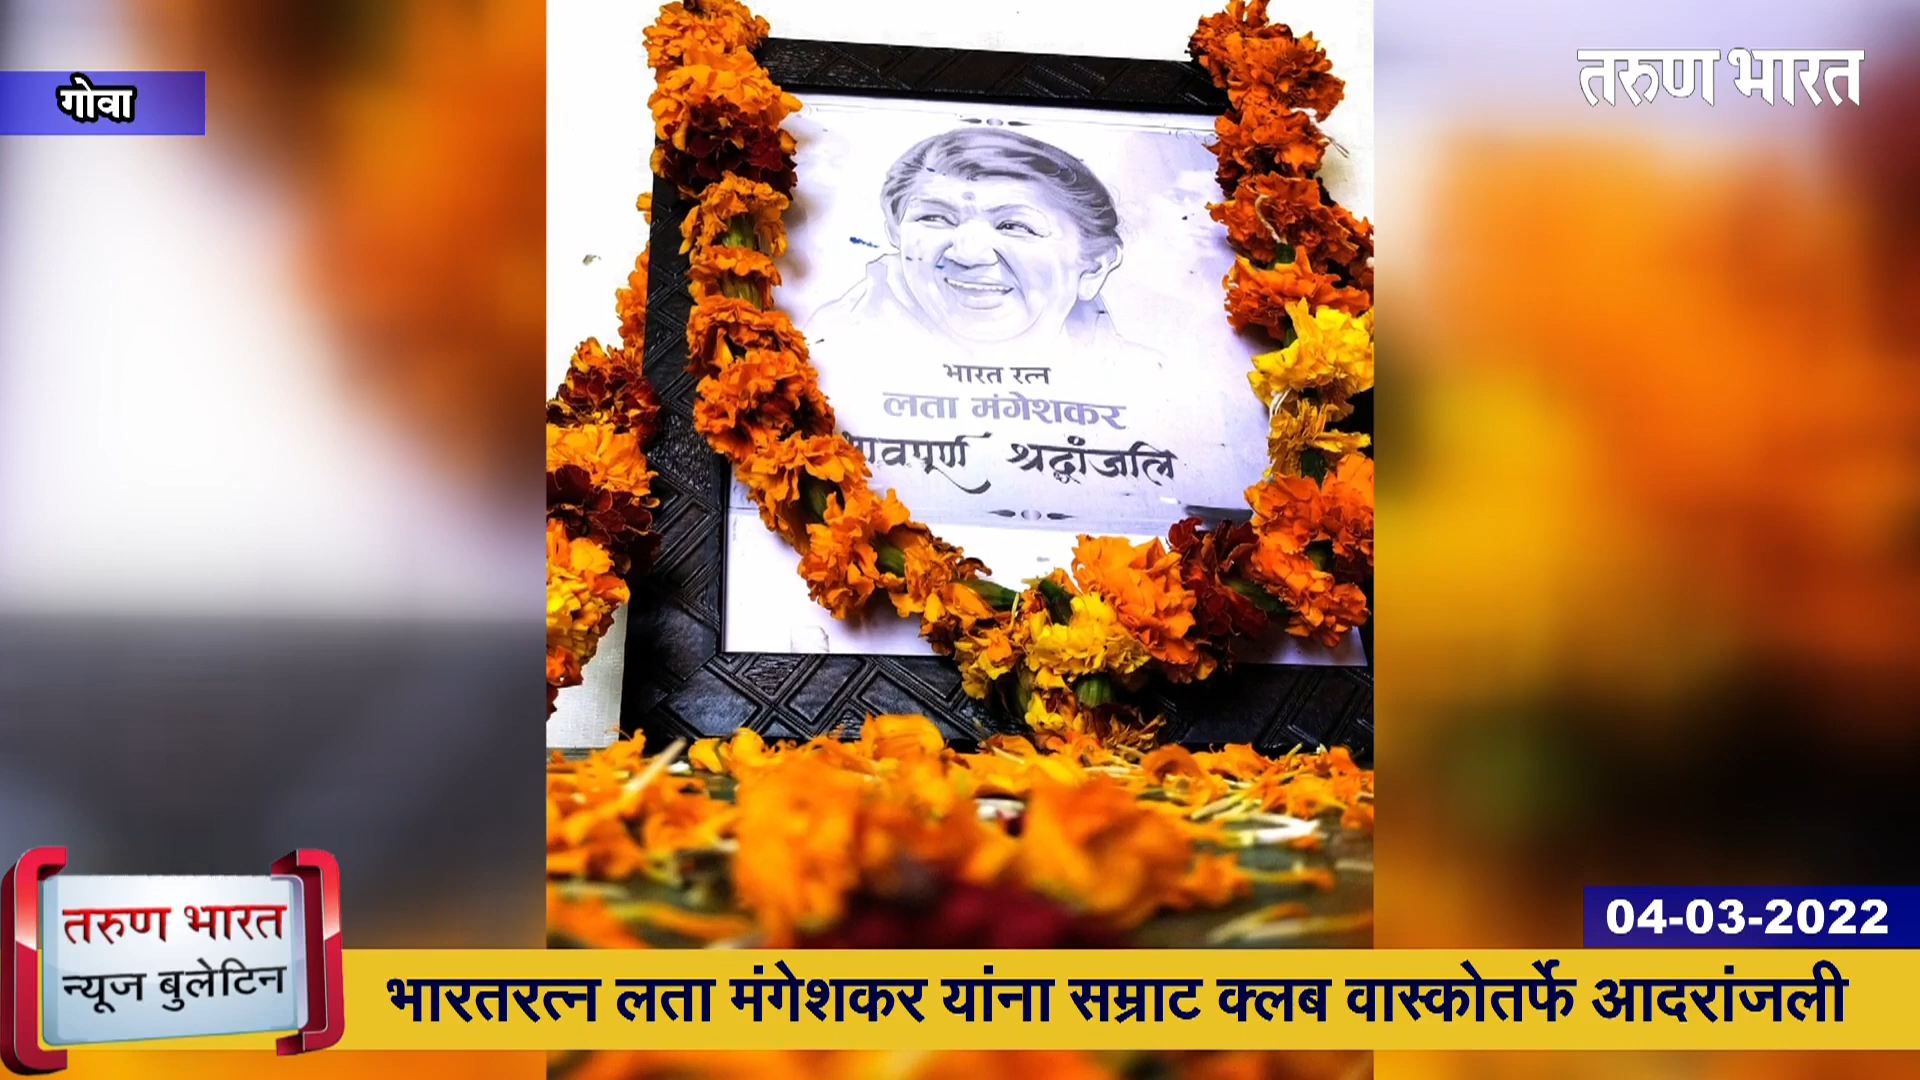 गोवा
तरुण भारत
भारत रत्न
लता मंगेशकर
श्रद्धांजलि
04-03-2022
तरुण भारत
न्यूज बुलेटिन
भारतरत्न लता मंगेशकर यांना सम्राट क्लब वास्कोतर्फे आदरांजली